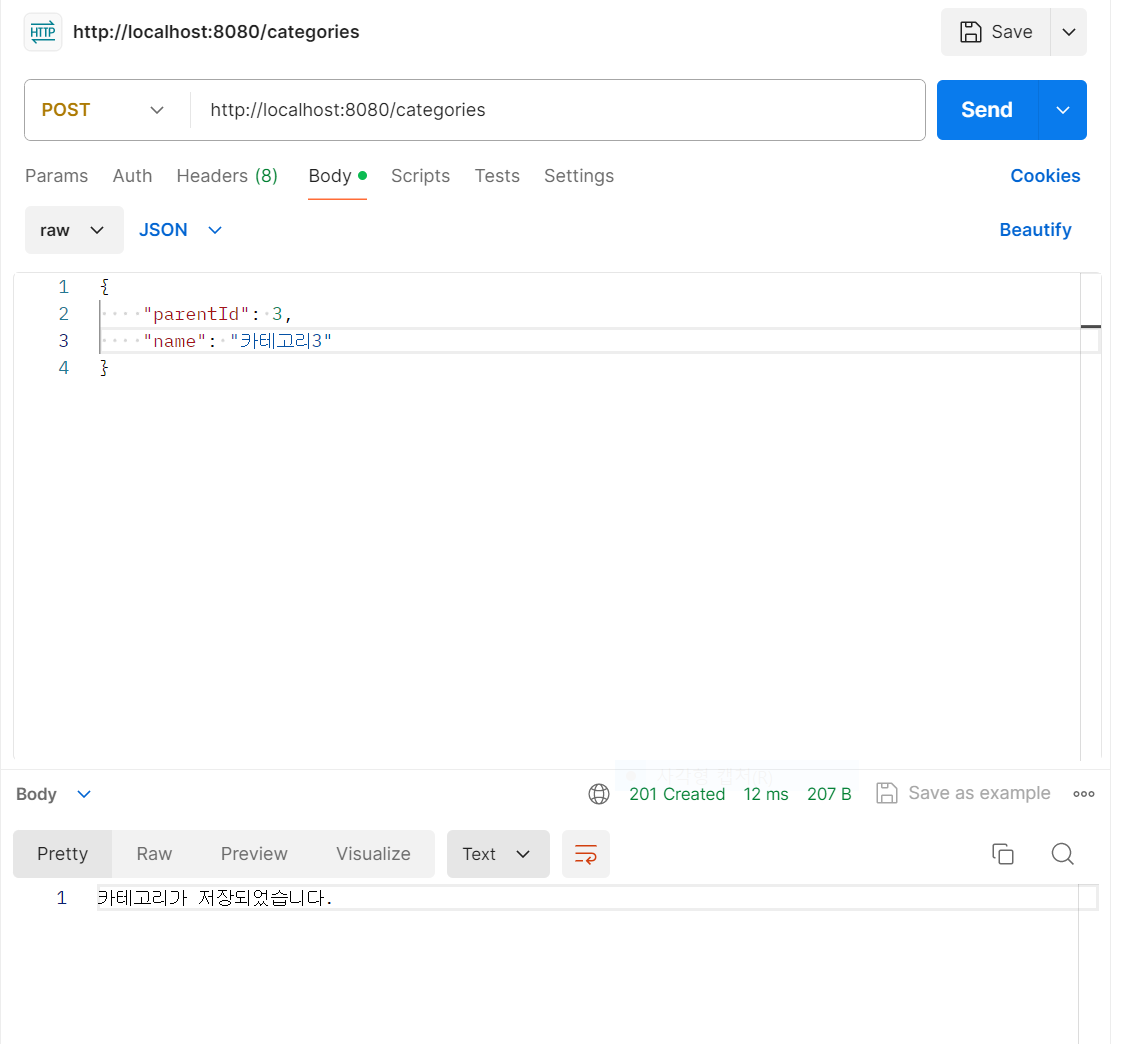 HTTP http://localhost:8080/categories Save
POST http://localhost:8080/categories Send
Params Auth Headers (8) Body Scripts Tests Settings Cookies
raw JSON Beautify
1 {
2 "parentId": 3,
3 "name": "카테고리3"
4 }
Body 201 Created 12 ms 207 B Save as example
Pretty Raw Preview Visualize Text
1 카테고리가 저장되었습니다.